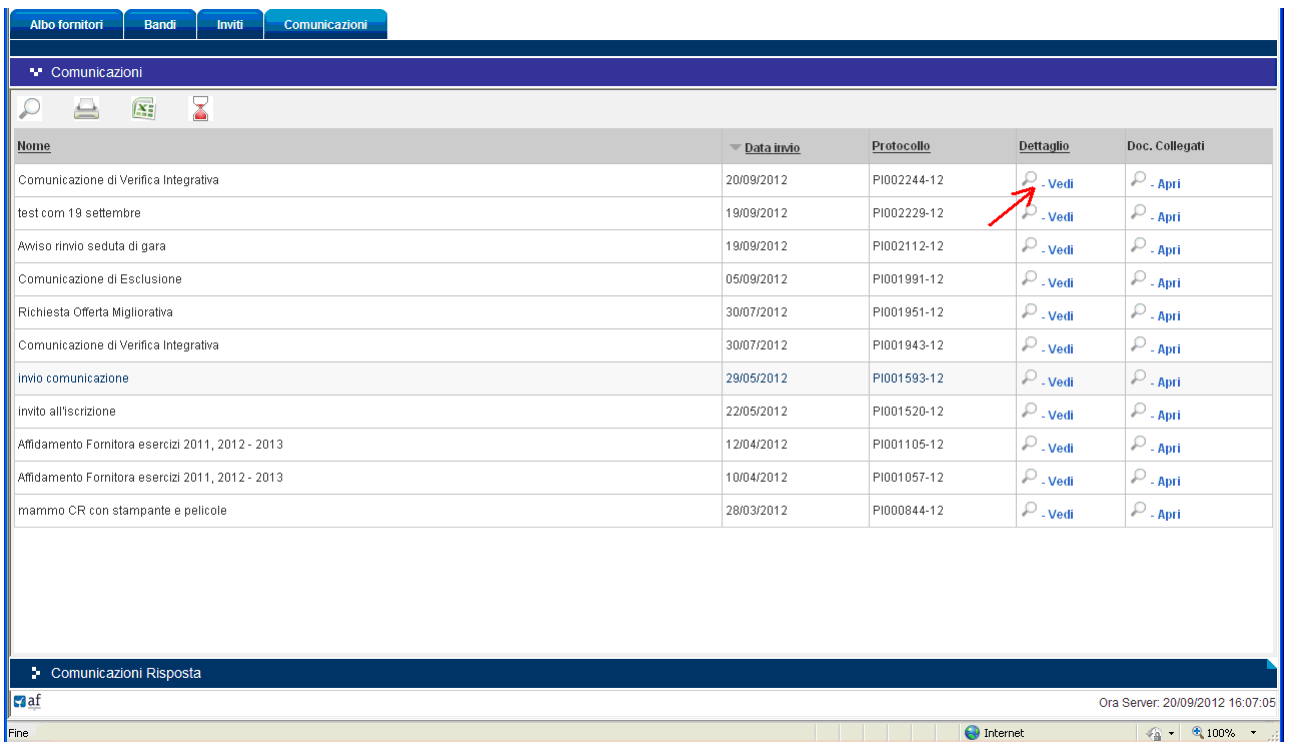 Albo fornitori Bandi Inviti Comunicazioni
Comunicazioni
Nome Data invio Protocollo Dettaglio Doc. Collegati
Comunicazione di Verifica Integrativa 20/09/2012 PI002244-12 - Vedi - Apri
test com 19 settembre 19/09/2012 PI002229-12 - Vedi - Apri
Avviso rinvio seduta di gara 19/09/2012 PI002112-12 - Vedi - Apri
Comunicazione di Esclusione 05/09/2012 PI001991-12 - Vedi - Apri
Richiesta Offerta Migliorativa 30/07/2012 PI001951-12 - Vedi - Apri
Comunicazione di Verifica Integrativa 30/07/2012 PI001943-12 - Vedi - Apri
invio comunicazione 29/05/2012 PI001593-12 - Vedi - Apri
invito all'iscrizione 22/05/2012 PI001520-12 - Vedi - Apri
Affidamento Fornitora esercizi 2011, 2012 - 2013 12/04/2012 PI001105-12 - Vedi - Apri
Affidamento Fornitora esercizi 2011, 2012 - 2013 10/04/2012 PI001057-12 - Vedi - Apri
mammo CR con stampante e pelicole 28/03/2012 PI000844-12 - Vedi - Apri
Comunicazioni Risposta
af Ora Server: 20/09/2012 16:07:05
Fine Internet 100%